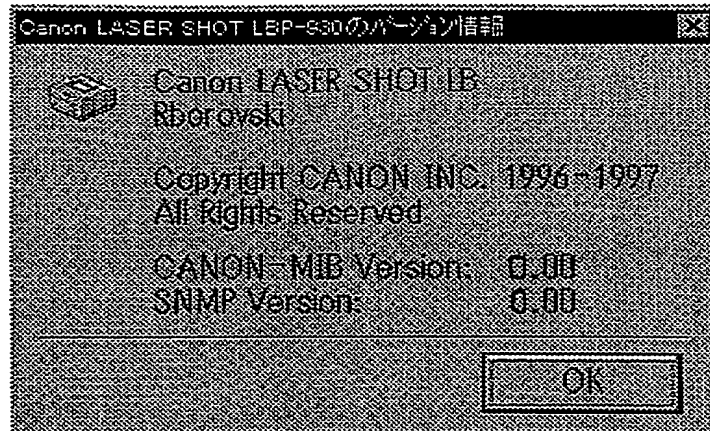 Canon LASER SHOT LBP-930のバージョン情報
Canon LASER SHOT LB
Rborovski
Copyright CANON INC. 1996-1997
All Rights Reserved
CANON-MIB Version: 0.00
SNMP Version: 0.00
OK